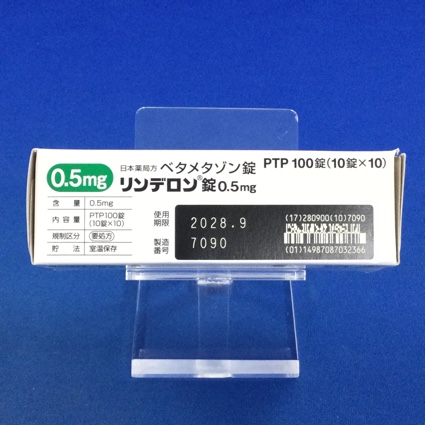 0.5mg
日本薬局方 ベタメタゾン錠 PTP 100錠(10錠×10)
リンデロン®錠0.5mg
含量 0.5mg
内容量 PTP100錠
(10錠×10)
規制区分 要処方
貯法 室温保存
使用
期限 2028.9
製造
番号 7090
(17)280900(10)7090
(01)14987087032366